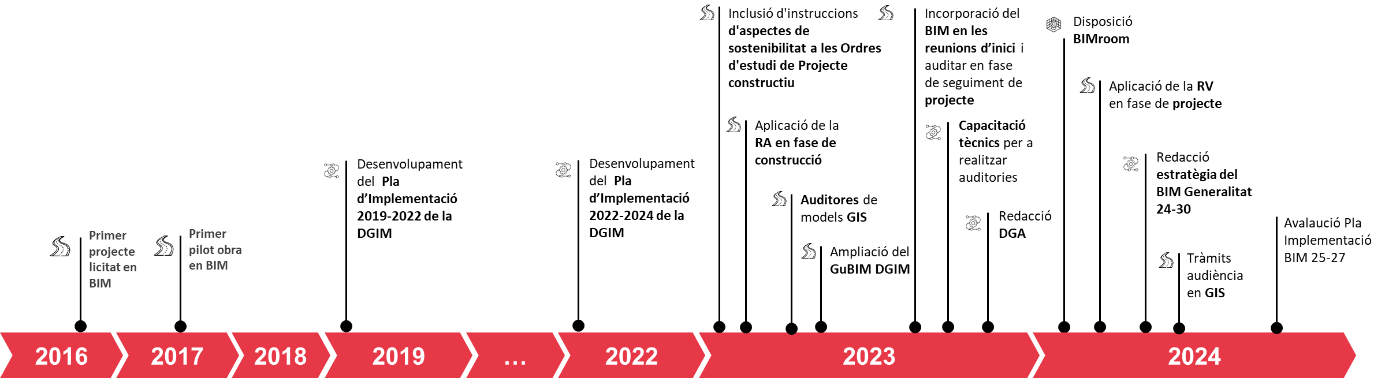 Primer
projecte
licitat en
BIM
Primer
pilot obra
en BIM
Desenvolupament
del Pla
d’Implementació
2019-2022 de la
DGIM
Desenvolupament
del Pla
d’Implementació
2022-2024 de la
DGIM
Inclusió d'instruccions
d'aspectes de
sostenibilitat a les Ordres
d'estudi de Projecte
constructiu
Aplicació de la
RA en fase de
construcció
Auditores de
models GIS
Ampliació del
GuBIM DGIM
Incorporació del
BIM en les
reunions d’inici i
auditar en fase
de seguiment de
projecte
Capacitació
tècnics per a
realitzar
auditories
Redacció
DGA
Disposició
BIMroom
Aplicació de la RV
en fase de projecte
Redacció
estratègia del
BIM Generalitat
24-30
Tràmits
audiència
en GIS
Avalaució Pla
Implementació
BIM 25-27
2016
2017
2018
2019
...
2022
2023
2024